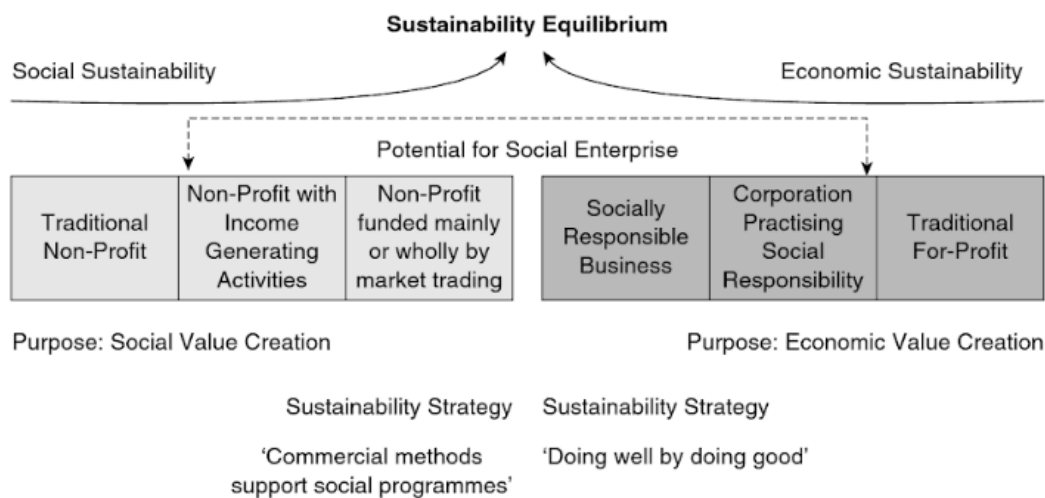 Sustainability Equilibrium
Social Sustainability
Economic Sustainability
Potential for Social Enterprise
Traditional
Non-Profit
Non-Profit with
Income
Generating
Activities
Non-Profit
funded mainly
or wholly by
market trading
Socially
Responsible
Business
Corporation
Practising
Social
Responsibility
Traditional
For-Profit
Purpose: Social Value Creation
Purpose: Economic Value Creation
Sustainability Strategy
'Commercial methods
support social programmes'
Sustainability Strategy
'Doing well by doing good'